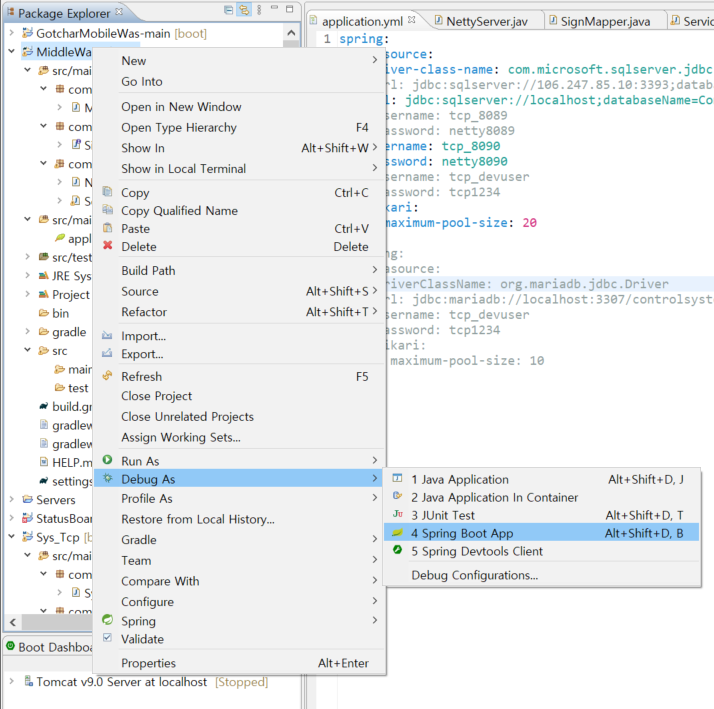 Package Explorer
GotcharMobileWas-main [boot]
MiddleWa
src/mai
com
M
com
S
com
N
S
src/mai
appl
src/test
JRE Sys
Project
bin
gradle
src
main
test
build.gr
gradlew
gradlew
HELP.m
settings
Servers
StatusBoar
Sys_Tcp [b
src/mai
com
Sy
com
Boot Dashboa
Tomcat v9.0 Server at localhost [Stopped]
New
Go Into
Open in New Window
Open Type Hierarchy F4
Show In Alt+Shift+W
Show in Local Terminal
Copy Ctrl+C
Copy Qualified Name
Paste Ctrl+V
Delete Delete
Build Path
Source Alt+Shift+S
Refactor Alt+Shift+T
Import...
Export...
Refresh F5
Close Project
Close Unrelated Projects
Assign Working Sets...
Run As
Debug As
Profile As
Restore from Local History...
Gradle
Team
Compare With
Configure
Spring
Validate
Properties Alt+Enter
1 Java Application Alt+Shift+D, J
2 Java Application In Container
3 JUnit Test Alt+Shift+D, T
4 Spring Boot App Alt+Shift+D, B
5 Spring Devtools Client
Debug Configurations...
application.yml NettyServer.jav SignMapper.java Servic
1 spring:
source:
iver-class-name: com.microsoft.sqlserver.jdbc
rl: jdbc:sqlserver://106.247.85.10:3393;datab
l: jdbc:sqlserver://localhost;databaseName=Co
sername: tcp_8089
assword: netty8089
ername: tcp_8090
ssword: netty8090
sername: tcp_devuser
assword: tcp1234
kari:
maximum-pool-size: 20
ng:
asource:
riverClassName: org.mariadb.jdbc.Driver
rl: jdbc:mariadb://localhost:3307/controlsyst
sername: tcp_devuser
assword: tcp1234
ikari:
maximum-pool-size: 10